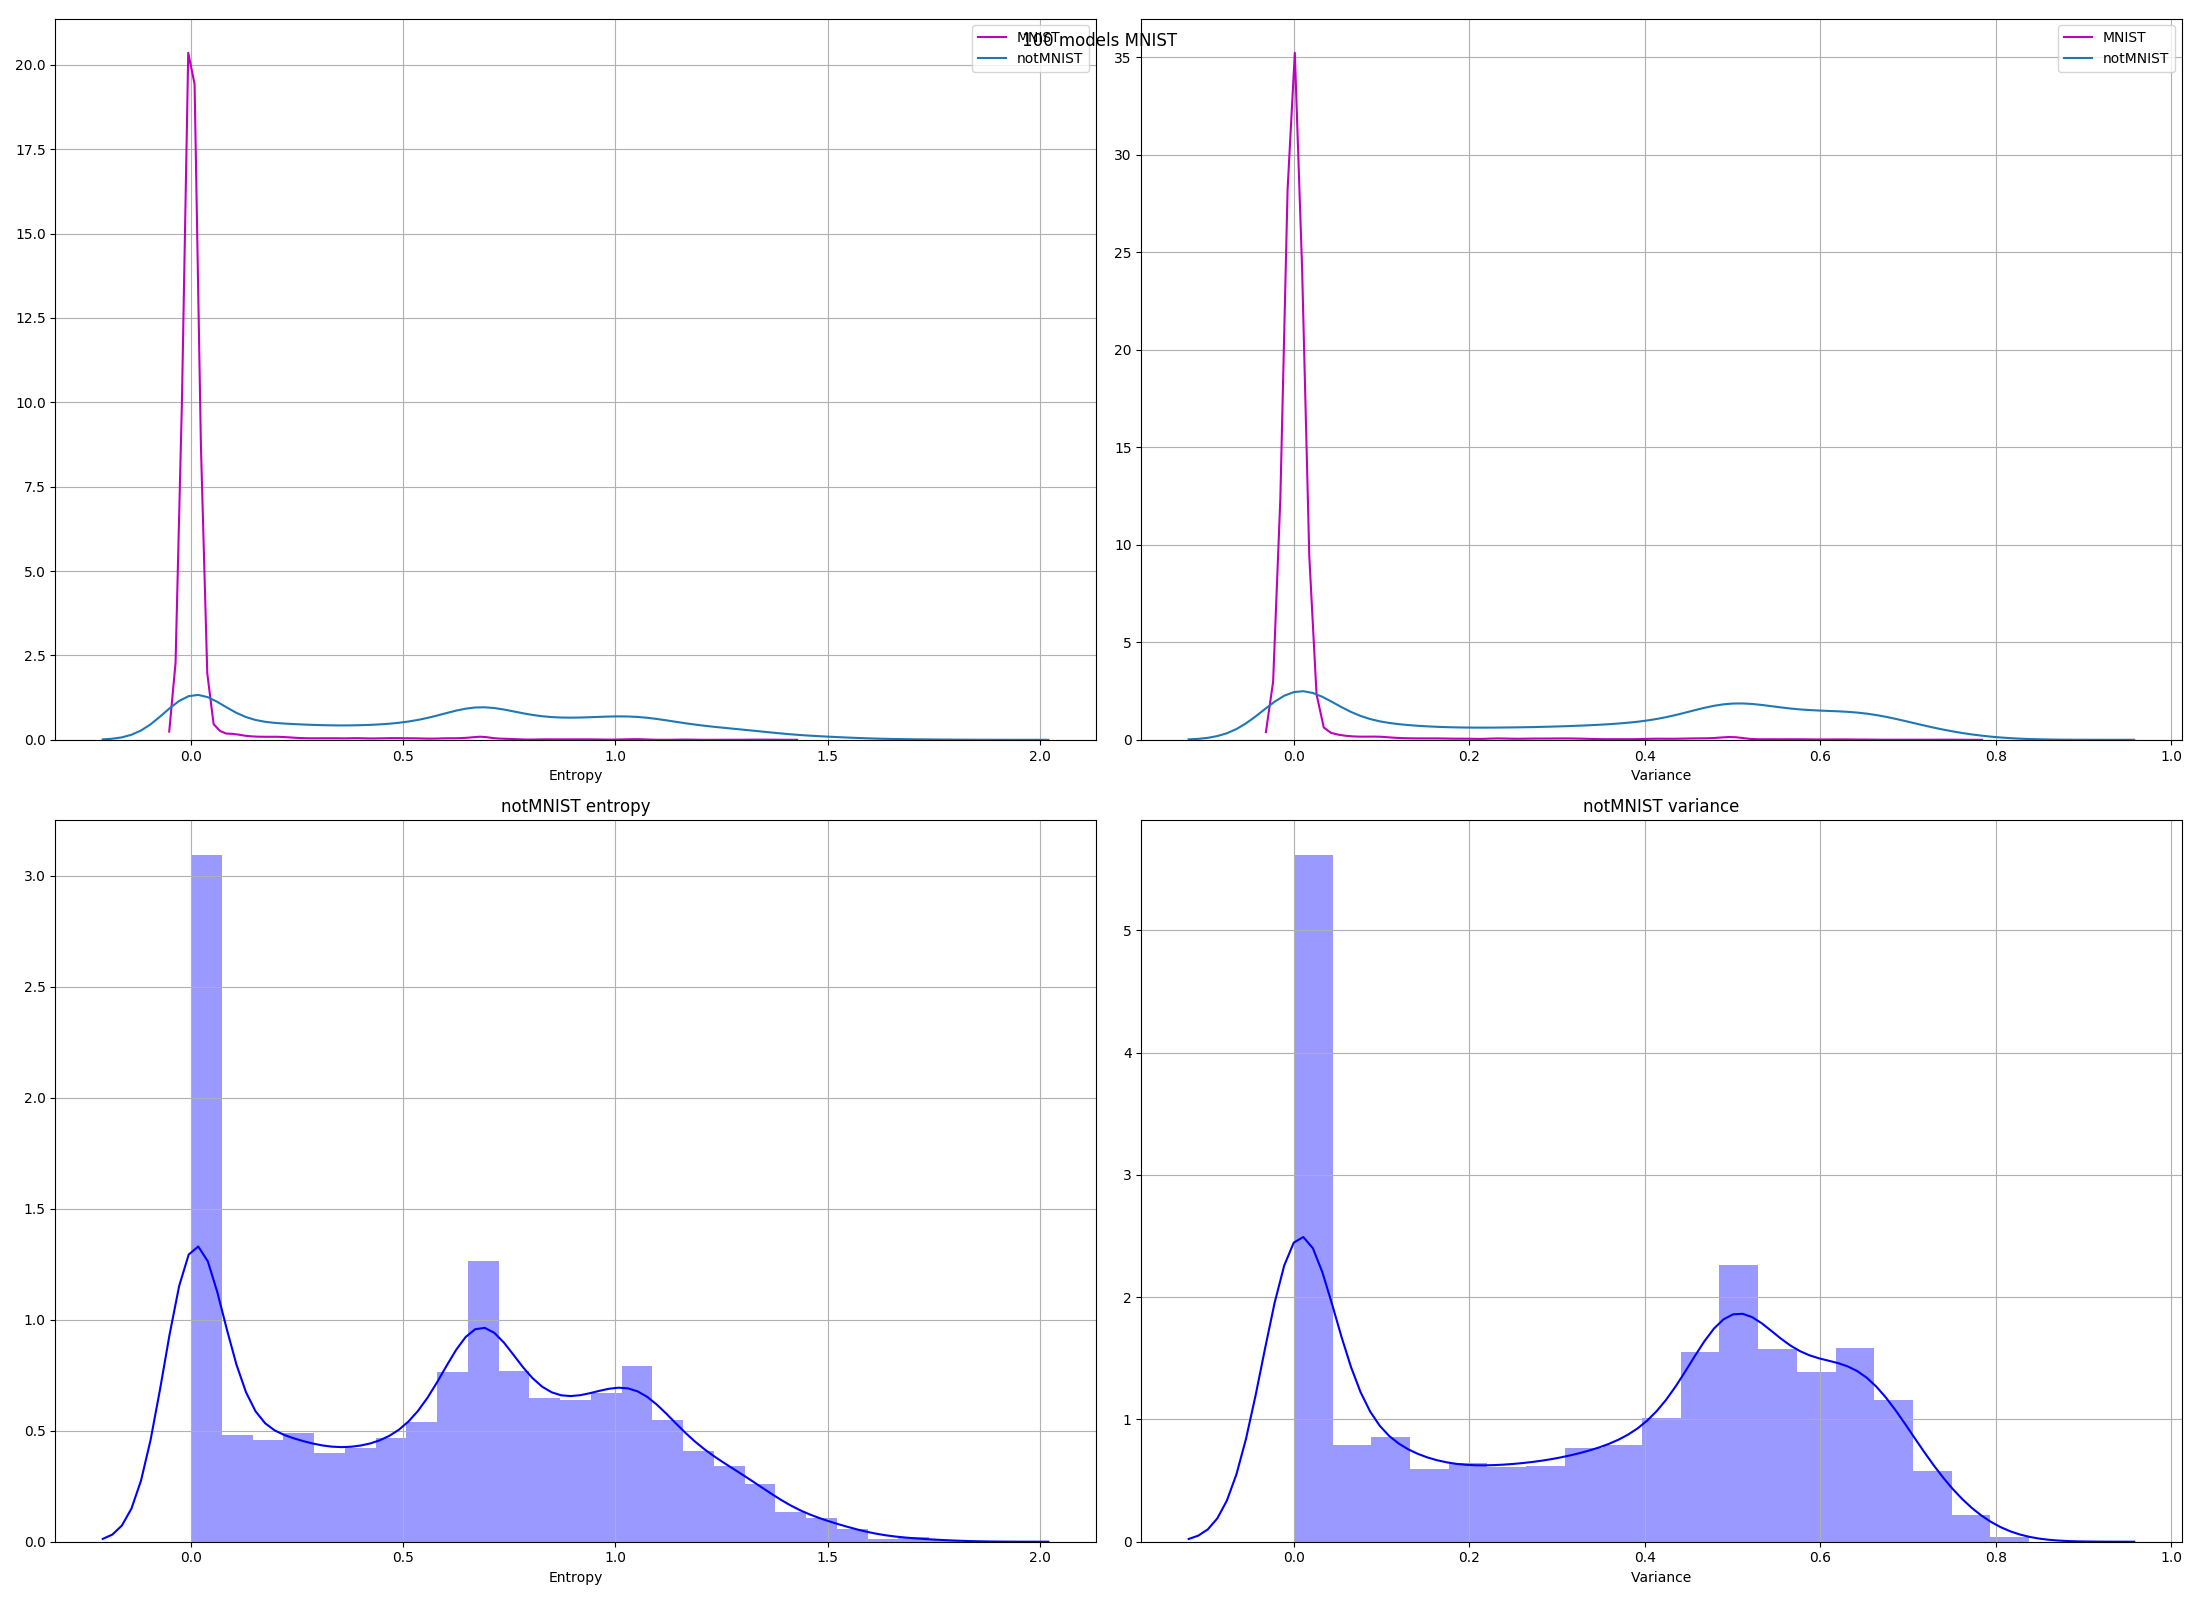 100 models MNIST
MNIST
notMNIST
20.0
17.5
15.0
12.5
10.0
7.5
5.0
2.5
0.0
0.0 0.5 1.0 1.5 2.0
Entropy
MNIST
notMNIST
35
30
25
20
15
10
5
0
0.0 0.2 0.4 0.6 0.8 1.0
Variance
notMNIST entropy
3.0
2.5
2.0
1.5
1.0
0.5
0.0
0.0 0.5 1.0 1.5 2.0
Entropy
notMNIST variance
5
4
3
2
1
0
0.0 0.2 0.4 0.6 0.8 1.0
Variance